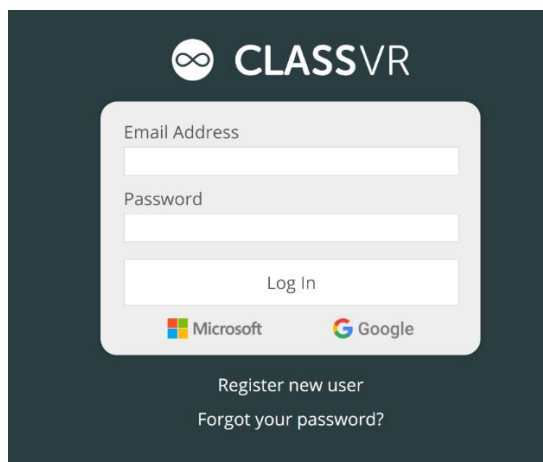 CLASSVR
Email Address
Password
Log In
Microsoft Google
Register new user
Forgot your password?